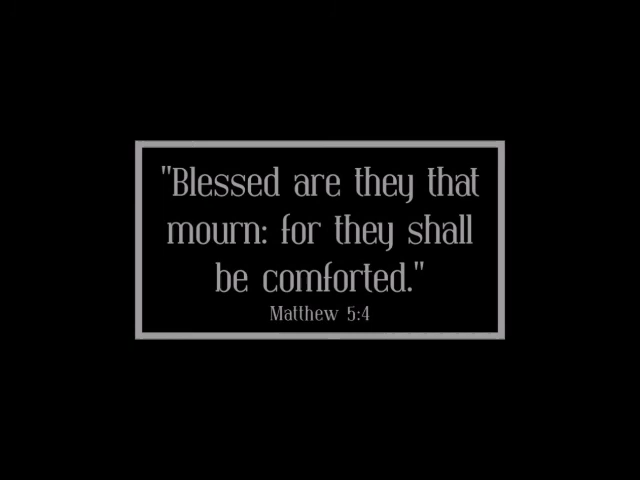 "Blessed are they that
mourn: for they shall
be comforted."
Matthew 5:4